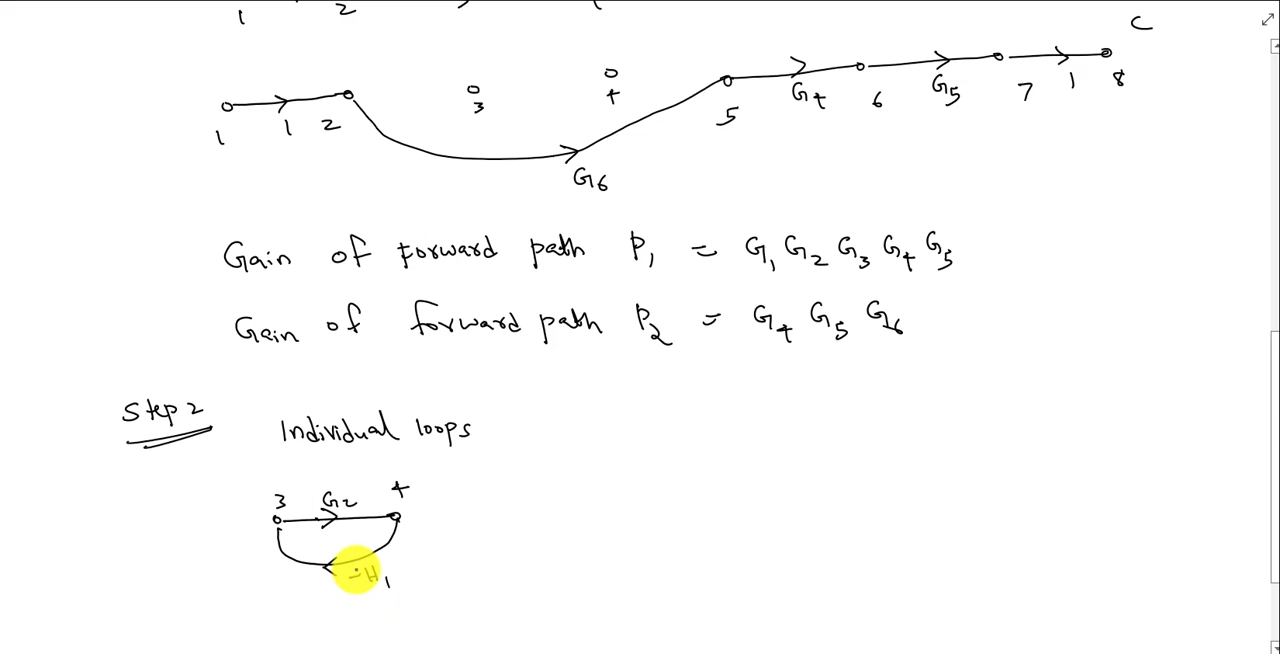 1 2
C
3 4
1 1 2 5 G4 6 G5 7 1 8
G6
Gain of forward path P1 = G1 G2 G3 G4 G5
Gain of forward path P2 = G4 G5 G6
Step 2
Individual loops
3 G2 4
-H1